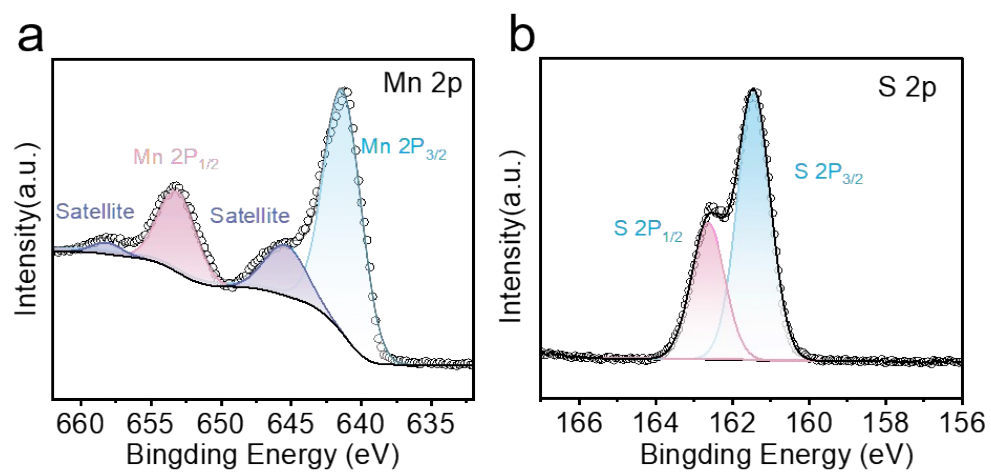 a
Mn 2p
Mn 2P1/2
Mn 2P3/2
Satellite
Satellite
Intensity(a.u.)
660 655 650 645 640 635
Bingding Energy (eV)
b
S 2p
S 2P3/2
S 2P1/2
Intensity(a.u.)
166 164 162 160 158 156
Bingding Energy (eV)